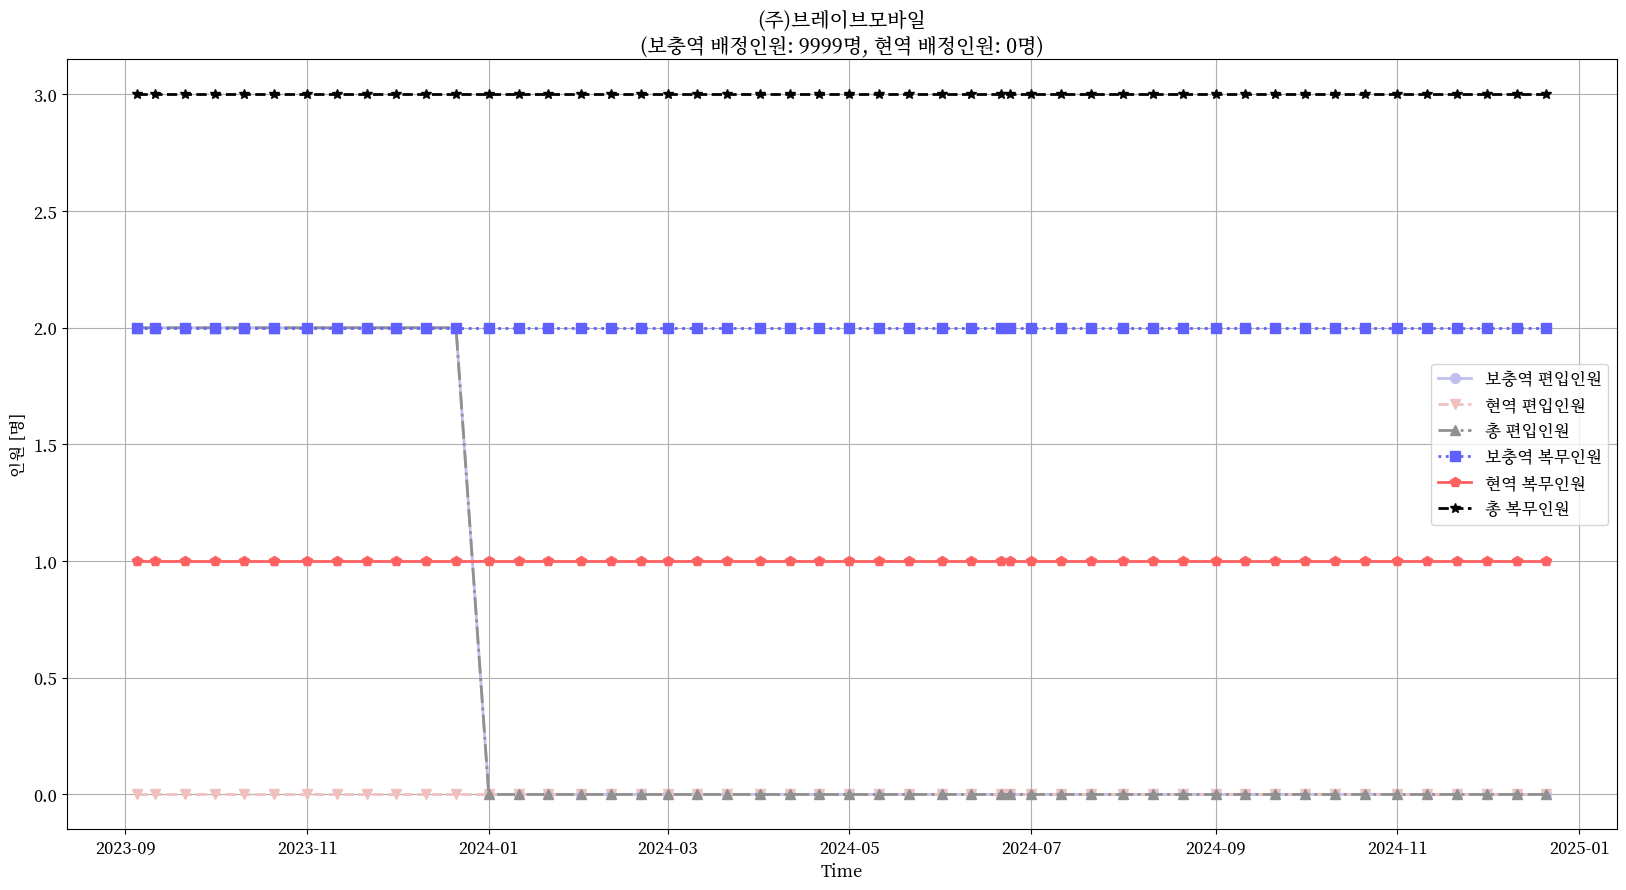 (주)브레이브모바일
(보충역 배정인원: 9999명, 현역 배정인원: 0명)
인원 [명]
3.0
2.5
2.0
1.5
1.0
0.5
0.0
보충역 편입인원
현역 편입인원
총 편입인원
보충역 복무인원
현역 복무인원
총 복무인원
2023-09 2023-11 2024-01 2024-03 2024-05 2024-07 2024-09 2024-11 2025-01
Time